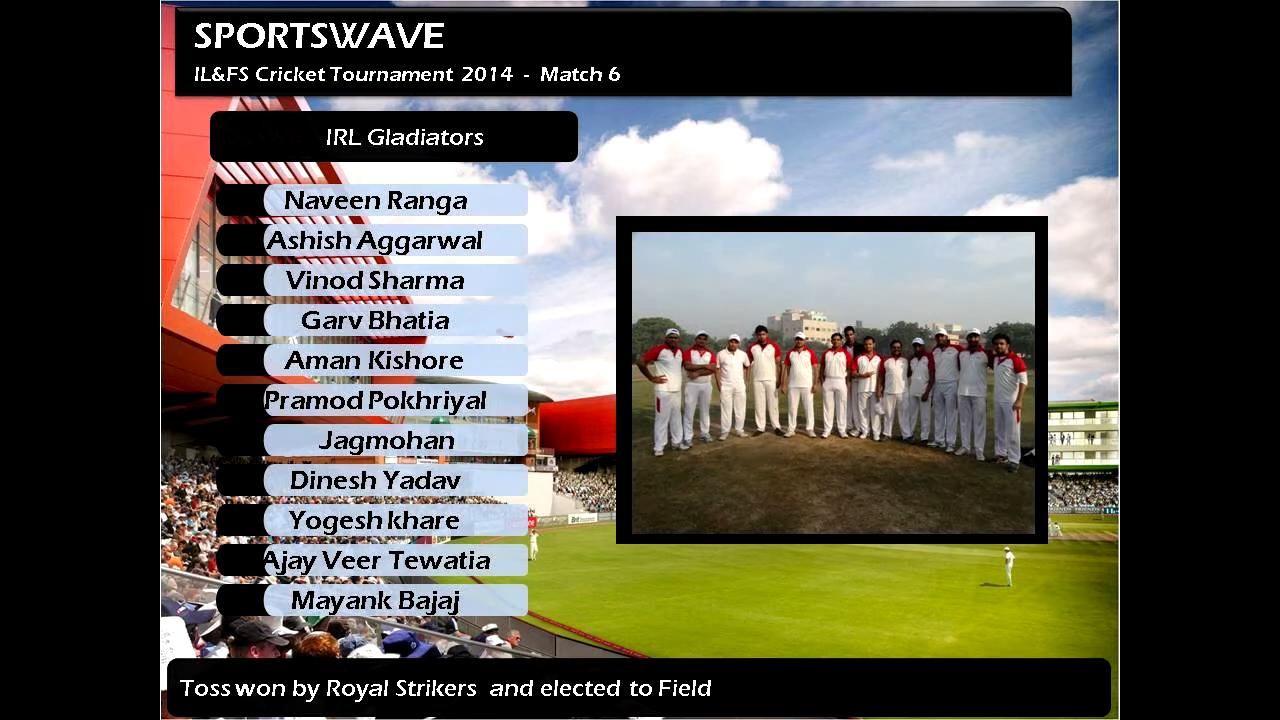 SPORTSWAVE
IL&FS Cricket Tournament 2014 - Match 6
IRL Gladiators
Naveen Ranga
Ashish Aggarwal
Vinod Sharma
Garv Bhatia
Aman Kishore
Pramod Pokhriyal
Jagmohan
Dinesh Yadav
Yogesh khare
Ajay Veer Tewatia
Mayank Bajaj
Toss won by Royal Strikers and elected to Field